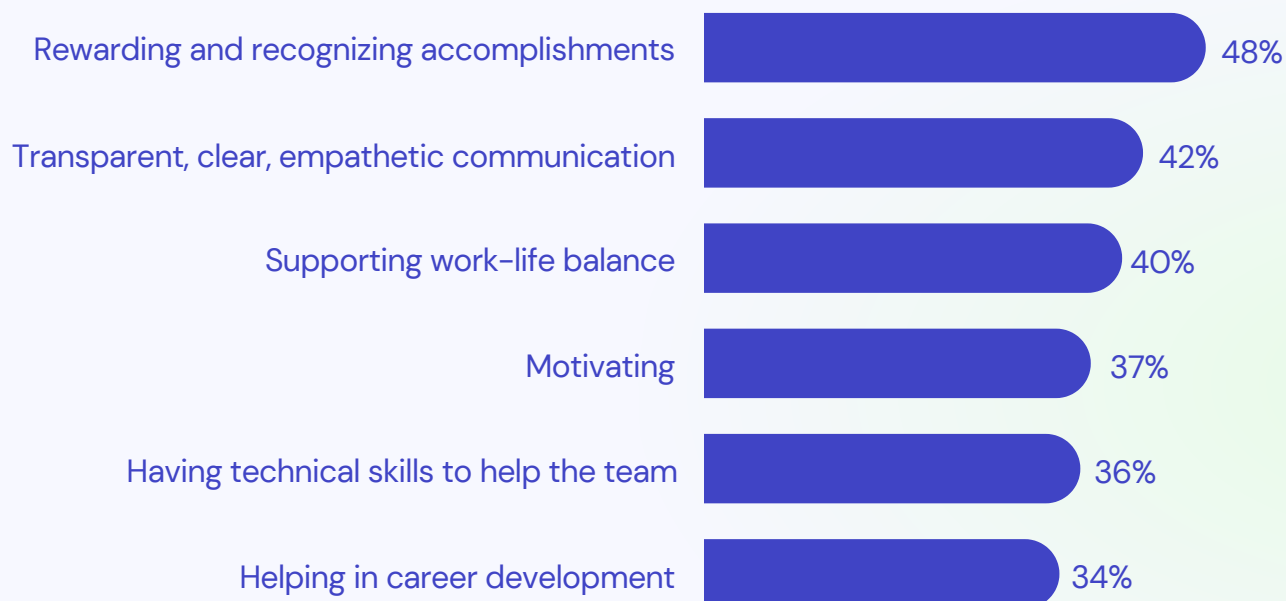 Rewarding and recognizing accomplishments 48%
Transparent, clear, empathetic communication 42%
Supporting work-life balance 40%
Motivating 37%
Having technical skills to help the team 36%
Helping in career development 34%